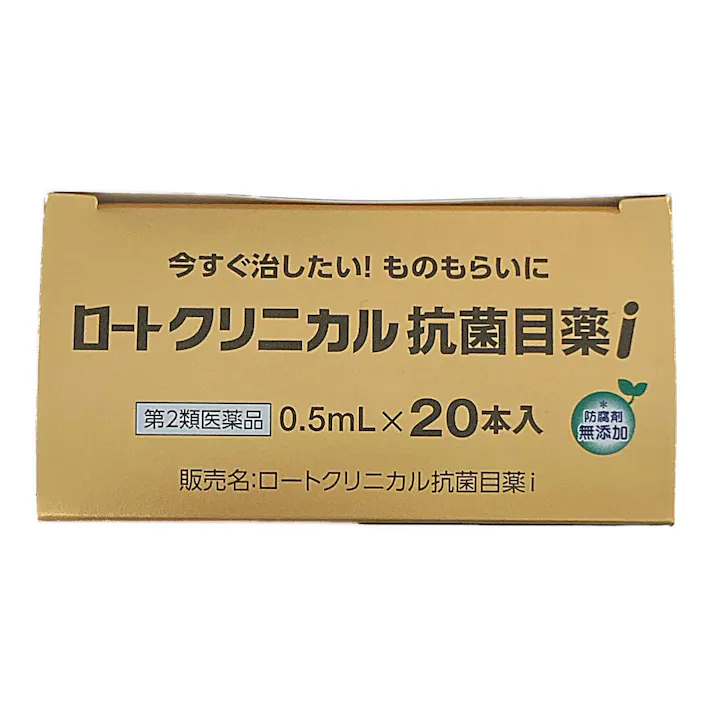 今すぐ治したい! ものもらいに
ロートクリニカル抗菌目薬i
第2類医薬品 0.5mL×20本入
*
防腐剤
無添加
販売名:ロートクリニカル抗菌目薬i